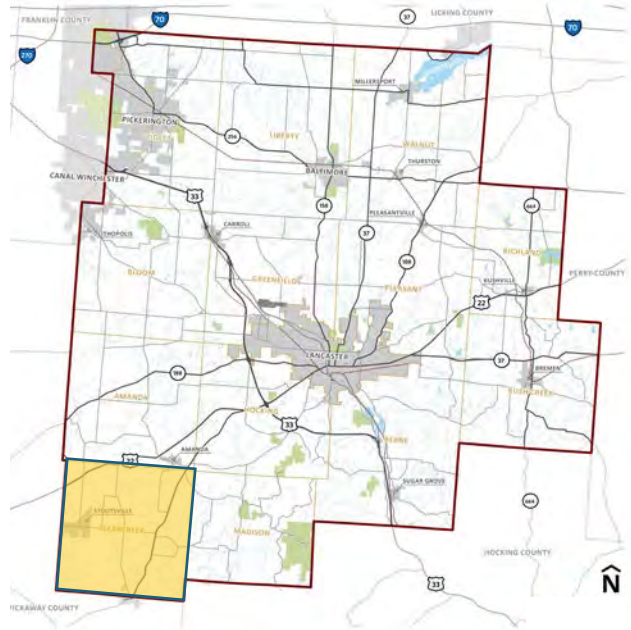 FRANKLIN COUNTY
70
37
LICKING COUNTY
70
270
MILLERSPORT
PICKERINGTON
256
LIBERTY
WALNUT
THURSTON
BALTIMORE
CANAL WINCHESTER
33
158
664
PLEASANTVILLE
CARROLL
37
LITHOPOLIS
188
RICHLAND
BLOOM
PERRY COUNTY
GREENFIELD
PLEASANT
RUSHVILLE
22
LANCASTER
37
188
BREMEN
RUSHCREEK
AMANDA
HOCKING
33
BERNE
AMANDA
22
SUGAR GROVE
664
STOUTSVILLE
CLEARCREEK
MADISON
HOCKING COUNTY
33
N
PICKAWAY COUNTY